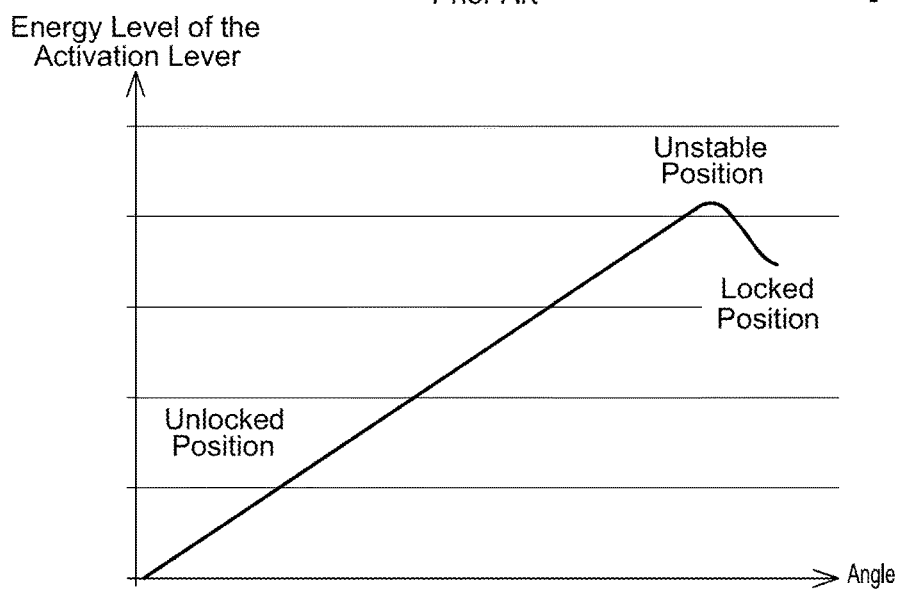 Energy Level of the
Activation Lever
Unstable
Position
Locked
Position
Unlocked
Position
Angle